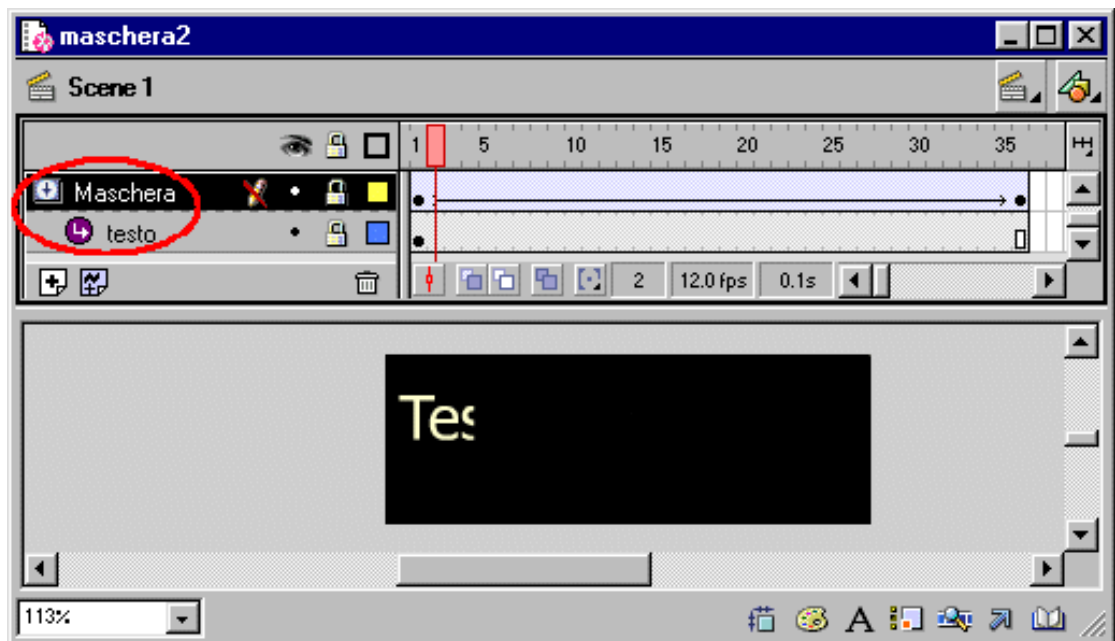 maschera2
Scene 1
1 5 10 15 20 25 30 35
Maschera
testo
2 12.0 fps 0.1s
Tes
113%
A